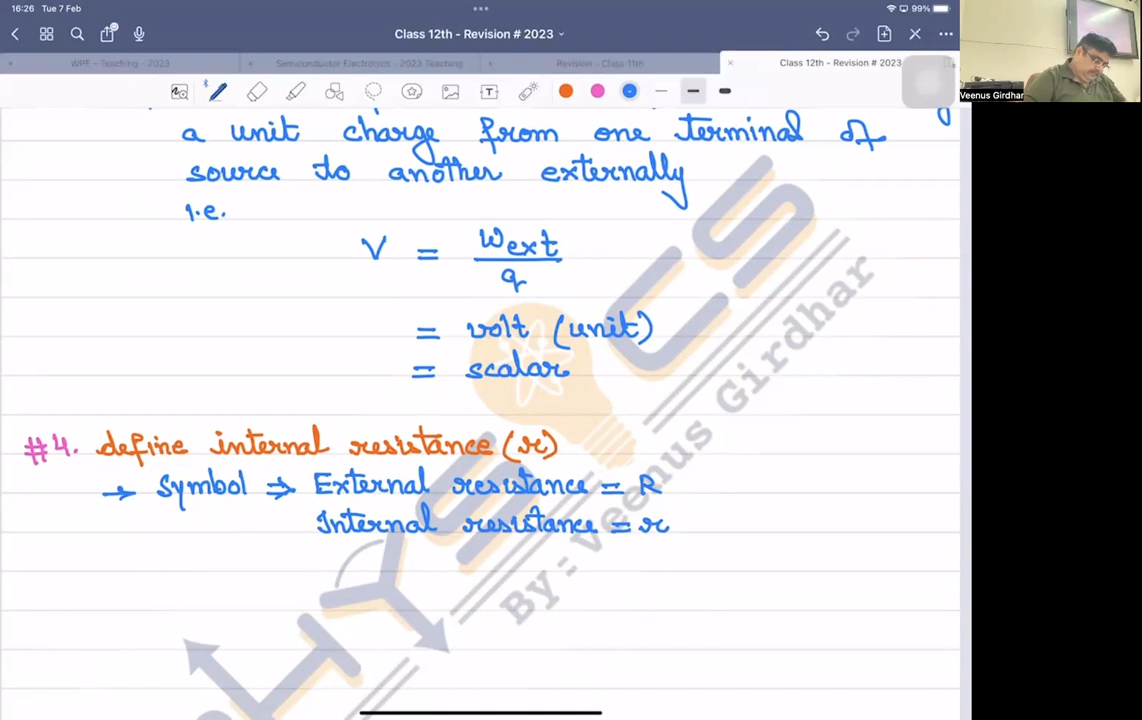 16:26 Tue 7 Feb
99%
Class 12th - Revision # 2023
WPE - Teaching - 2023
Semiconductor Electronics - 2023 Teaching
Revision - Class 11th
Class 12th - Revision # 2023
Veenus Girdhar
a unit charge from one terminal of
source to another externally
i.e.
V = Wext / q
= volt (unit)
= scalar
#4. define internal resistance (r)
→ Symbol ⇒ External resistance = R
Internal resistance = r
PHYSICS
By:- Veenus Girdhar